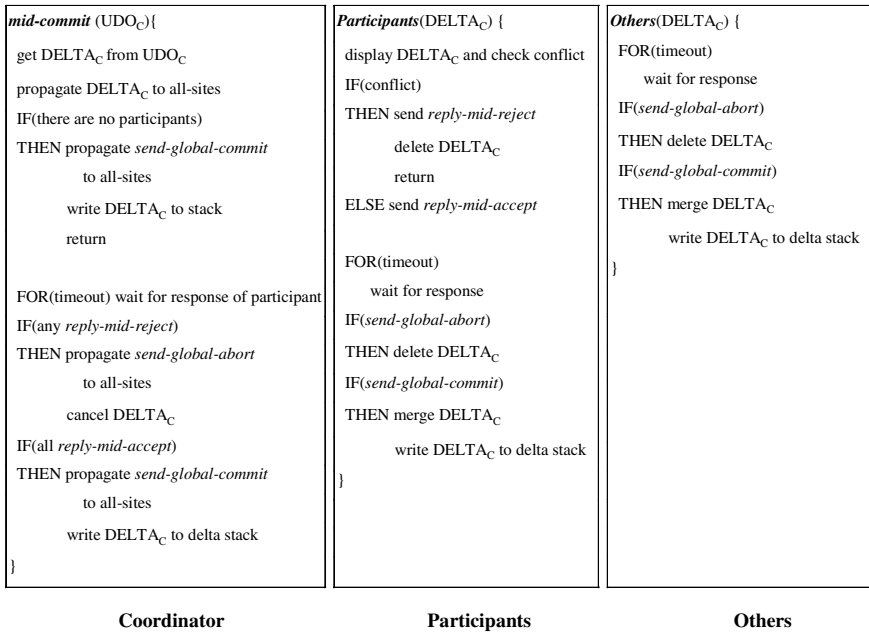 mid-commit (UDOC){
get DELTAC from UDOC
propagate DELTAC to all-sites
IF(there are no participants)
THEN propagate send-global-commit
to all-sites
write DELTAC to stack
return
FOR(timeout) wait for response of participant
IF(any reply-mid-reject)
THEN propagate send-global-abort
to all-sites
cancel DELTAC
IF(all reply-mid-accept)
THEN propagate send-global-commit
to all-sites
write DELTAC to delta stack
}
Coordinator
Participants(DELTAC) {
display DELTAC and check conflict
IF(conflict)
THEN send reply-mid-reject
delete DELTAC
return
ELSE send reply-mid-accept
FOR(timeout)
wait for response
IF(send-global-abort)
THEN delete DELTAC
IF(send-global-commit)
THEN merge DELTAC
write DELTAC to delta stack
}
Participants
Others(DELTAC) {
FOR(timeout)
wait for response
IF(send-global-abort)
THEN delete DELTAC
IF(send-global-commit)
THEN merge DELTAC
write DELTAC to delta stack
}
Others